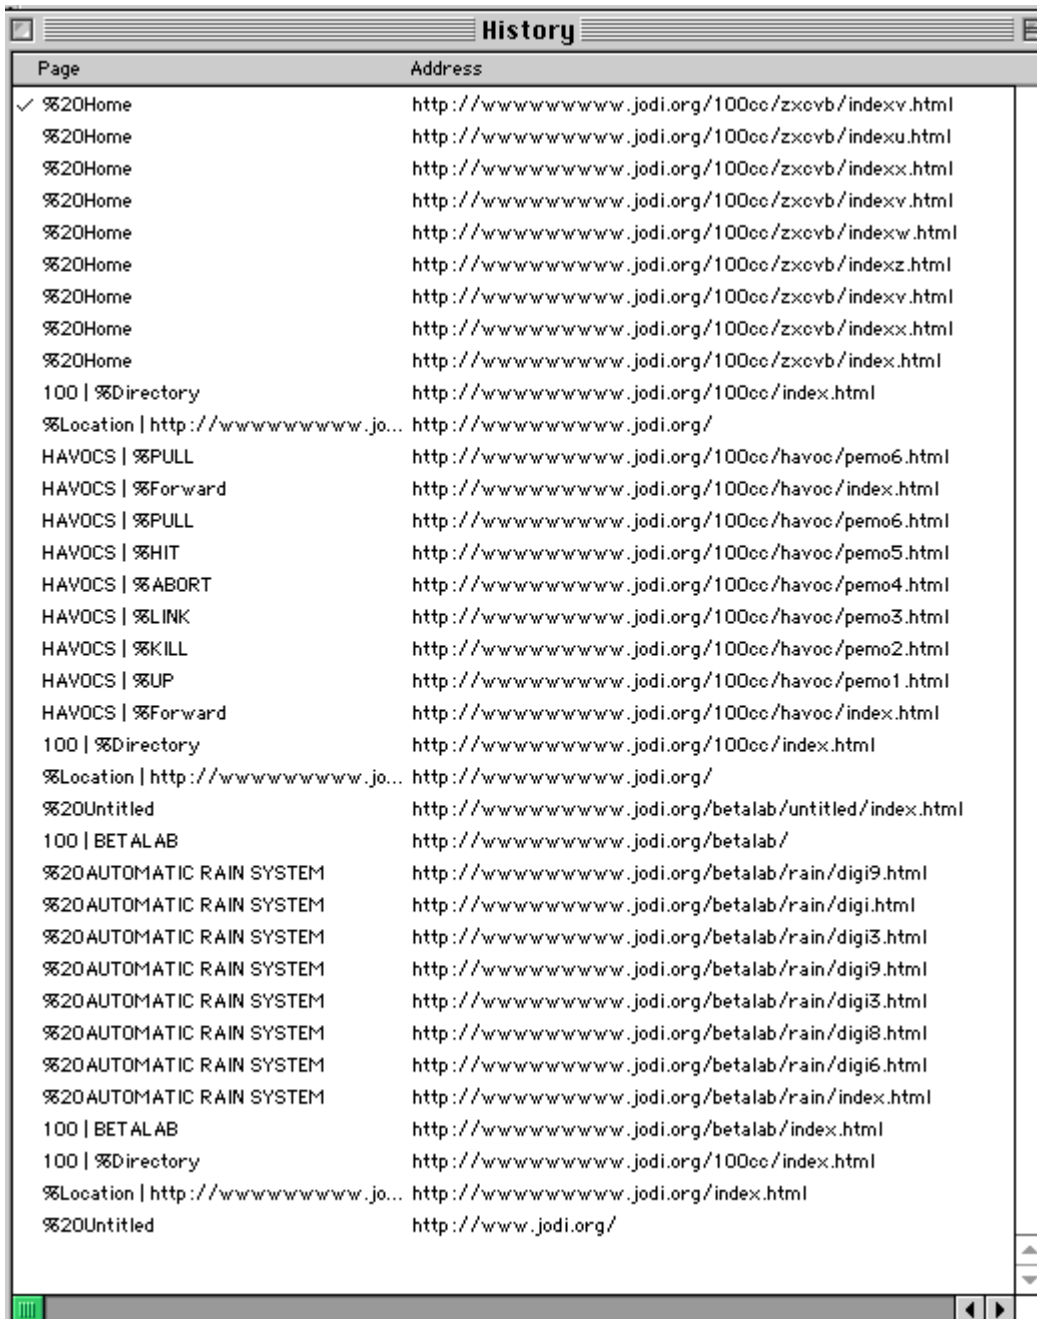 History
Page Address
✓ %20Home http://wwwwwwwww.jodi.org/100cc/zxcvb/indexv.html
%20Home http://wwwwwwwww.jodi.org/100cc/zxcvb/indexu.html
%20Home http://wwwwwwwww.jodi.org/100cc/zxcvb/indexx.html
%20Home http://wwwwwwwww.jodi.org/100cc/zxcvb/indexv.html
%20Home http://wwwwwwwww.jodi.org/100cc/zxcvb/indexw.html
%20Home http://wwwwwwwww.jodi.org/100cc/zxcvb/indexz.html
%20Home http://wwwwwwwww.jodi.org/100cc/zxcvb/indexv.html
%20Home http://wwwwwwwww.jodi.org/100cc/zxcvb/indexx.html
%20Home http://wwwwwwwww.jodi.org/100cc/zxcvb/index.html
100 | %Directory http://wwwwwwwww.jodi.org/100cc/index.html
%Location | http://wwwwwwwww.jo... http://wwwwwwwww.jodi.org/
HAVOCS | %PULL http://wwwwwwwww.jodi.org/100cc/havoc/pemo6.html
HAVOCS | %Forward http://wwwwwwwww.jodi.org/100cc/havoc/index.html
HAVOCS | %PULL http://wwwwwwwww.jodi.org/100cc/havoc/pemo6.html
HAVOCS | %HIT http://wwwwwwwww.jodi.org/100cc/havoc/pemo5.html
HAVOCS | %ABORT http://wwwwwwwww.jodi.org/100cc/havoc/pemo4.html
HAVOCS | %LINK http://wwwwwwwww.jodi.org/100cc/havoc/pemo3.html
HAVOCS | %KILL http://wwwwwwwww.jodi.org/100cc/havoc/pemo2.html
HAVOCS | %UP http://wwwwwwwww.jodi.org/100cc/havoc/pemo1.html
HAVOCS | %Forward http://wwwwwwwww.jodi.org/100cc/havoc/index.html
100 | %Directory http://wwwwwwwww.jodi.org/100cc/index.html
%Location | http://wwwwwwwww.jo... http://wwwwwwwww.jodi.org/
%20Untitled http://wwwwwwwww.jodi.org/betalab/untitled/index.html
100 | BETALAB http://wwwwwwwww.jodi.org/betalab/
%20AUTOMATIC RAIN SYSTEM http://wwwwwwwww.jodi.org/betalab/rain/digi9.html
%20AUTOMATIC RAIN SYSTEM http://wwwwwwwww.jodi.org/betalab/rain/digi.html
%20AUTOMATIC RAIN SYSTEM http://wwwwwwwww.jodi.org/betalab/rain/digi3.html
%20AUTOMATIC RAIN SYSTEM http://wwwwwwwww.jodi.org/betalab/rain/digi9.html
%20AUTOMATIC RAIN SYSTEM http://wwwwwwwww.jodi.org/betalab/rain/digi3.html
%20AUTOMATIC RAIN SYSTEM http://wwwwwwwww.jodi.org/betalab/rain/digi8.html
%20AUTOMATIC RAIN SYSTEM http://wwwwwwwww.jodi.org/betalab/rain/digi6.html
%20AUTOMATIC RAIN SYSTEM http://wwwwwwwww.jodi.org/betalab/rain/index.html
100 | BETALAB http://wwwwwwwww.jodi.org/betalab/index.html
100 | %Directory http://wwwwwwwww.jodi.org/100cc/index.html
%Location | http://wwwwwwwww.jo... http://wwwwwwwww.jodi.org/index.html
%20Untitled http://www.jodi.org/